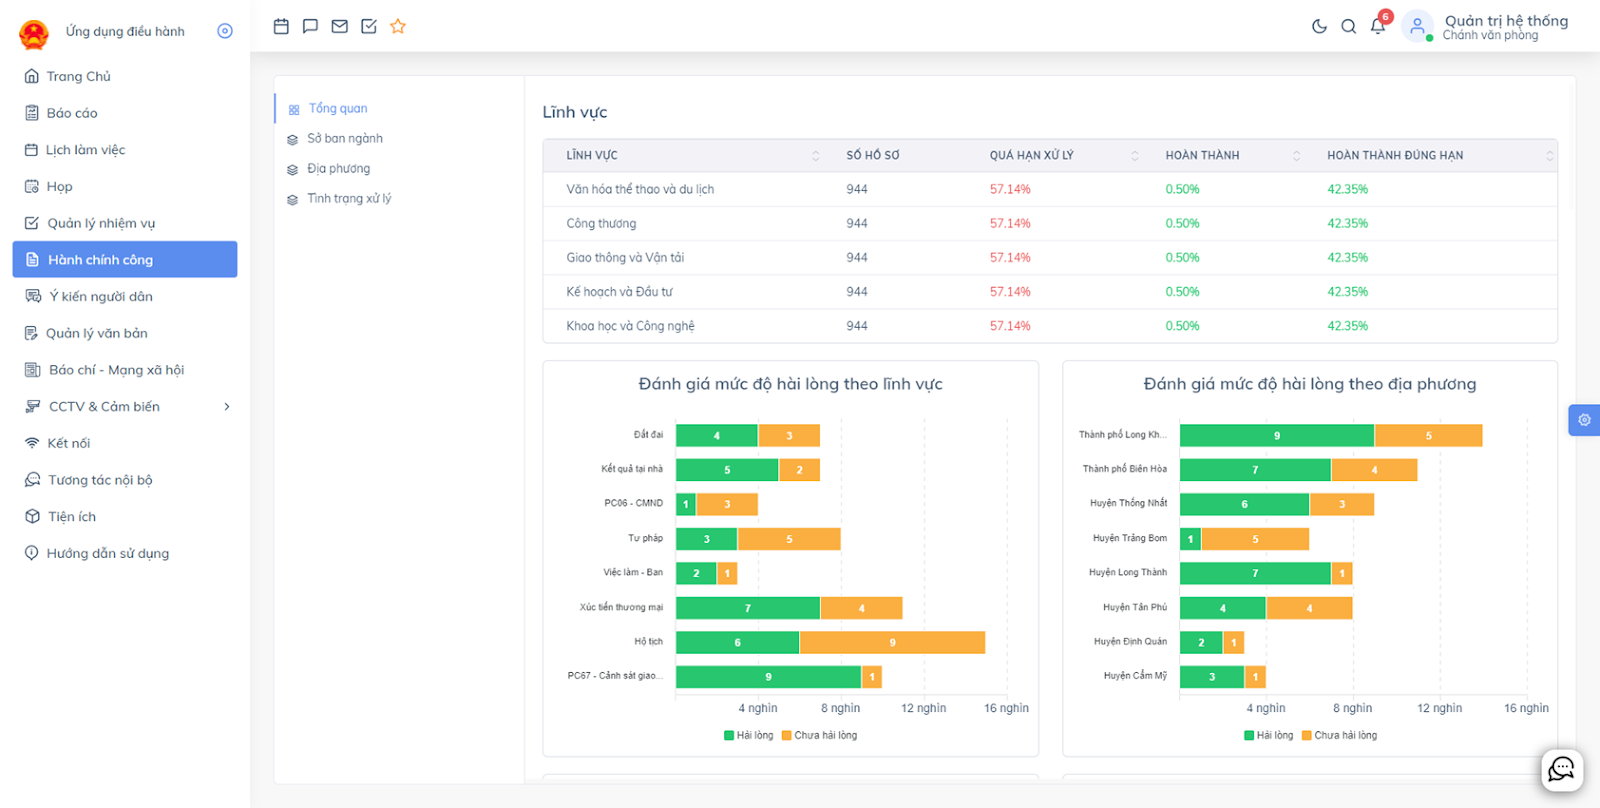 Ứng dụng điều hành
Trang Chủ
Báo cáo
Lịch làm việc
Họp
Quản lý nhiệm vụ
Hành chính công
Ý kiến người dân
Quản lý văn bản
Báo chí - Mạng xã hội
CCTV & Cảm biến
Kết nối
Tương tác nội bộ
Tiện ích
Hướng dẫn sử dụng
6
Quản trị hệ thống
Chánh văn phòng
Tổng quan
Sở ban ngành
Địa phương
Tình trạng xử lý
Lĩnh vực
LĨNH VỰC SỐ HỒ SƠ QUÁ HẠN XỬ LÝ HOÀN THÀNH HOÀN THÀNH ĐÚNG HẠN
Văn hóa thể thao và du lịch 944 57.14% 0.50% 42.35%
Công thương 944 57.14% 0.50% 42.35%
Giao thông và Vận tải 944 57.14% 0.50% 42.35%
Kế hoạch và Đầu tư 944 57.14% 0.50% 42.35%
Khoa học và Công nghệ 944 57.14% 0.50% 42.35%
Đánh giá mức độ hài lòng theo lĩnh vực
Đất đai 4 3
Kết quả tại nhà 5 2
PC06 - CMND 1 3
Tư pháp 3 5
Việc làm - Ban 2 1
Xúc tiến thương mại 7 4
Hộ tịch 6 9
PC67 - Cảnh sát giao... 9 1
4 nghìn 8 nghìn 12 nghìn 16 nghìn
Hài lòng Chưa hài lòng
Đánh giá mức độ hài lòng theo địa phương
Thành phố Long Kh... 9 5
Thành phố Biên Hòa 7 4
Huyện Thống Nhất 6 3
Huyện Trảng Bom 1 5
Huyện Long Thành 7 1
Huyện Tân Phú 4 4
Huyện Định Quán 2 1
Huyện Cẩm Mỹ 3 1
4 nghìn 8 nghìn 12 nghìn 16 nghìn
Hài lòng Chưa hài lòng